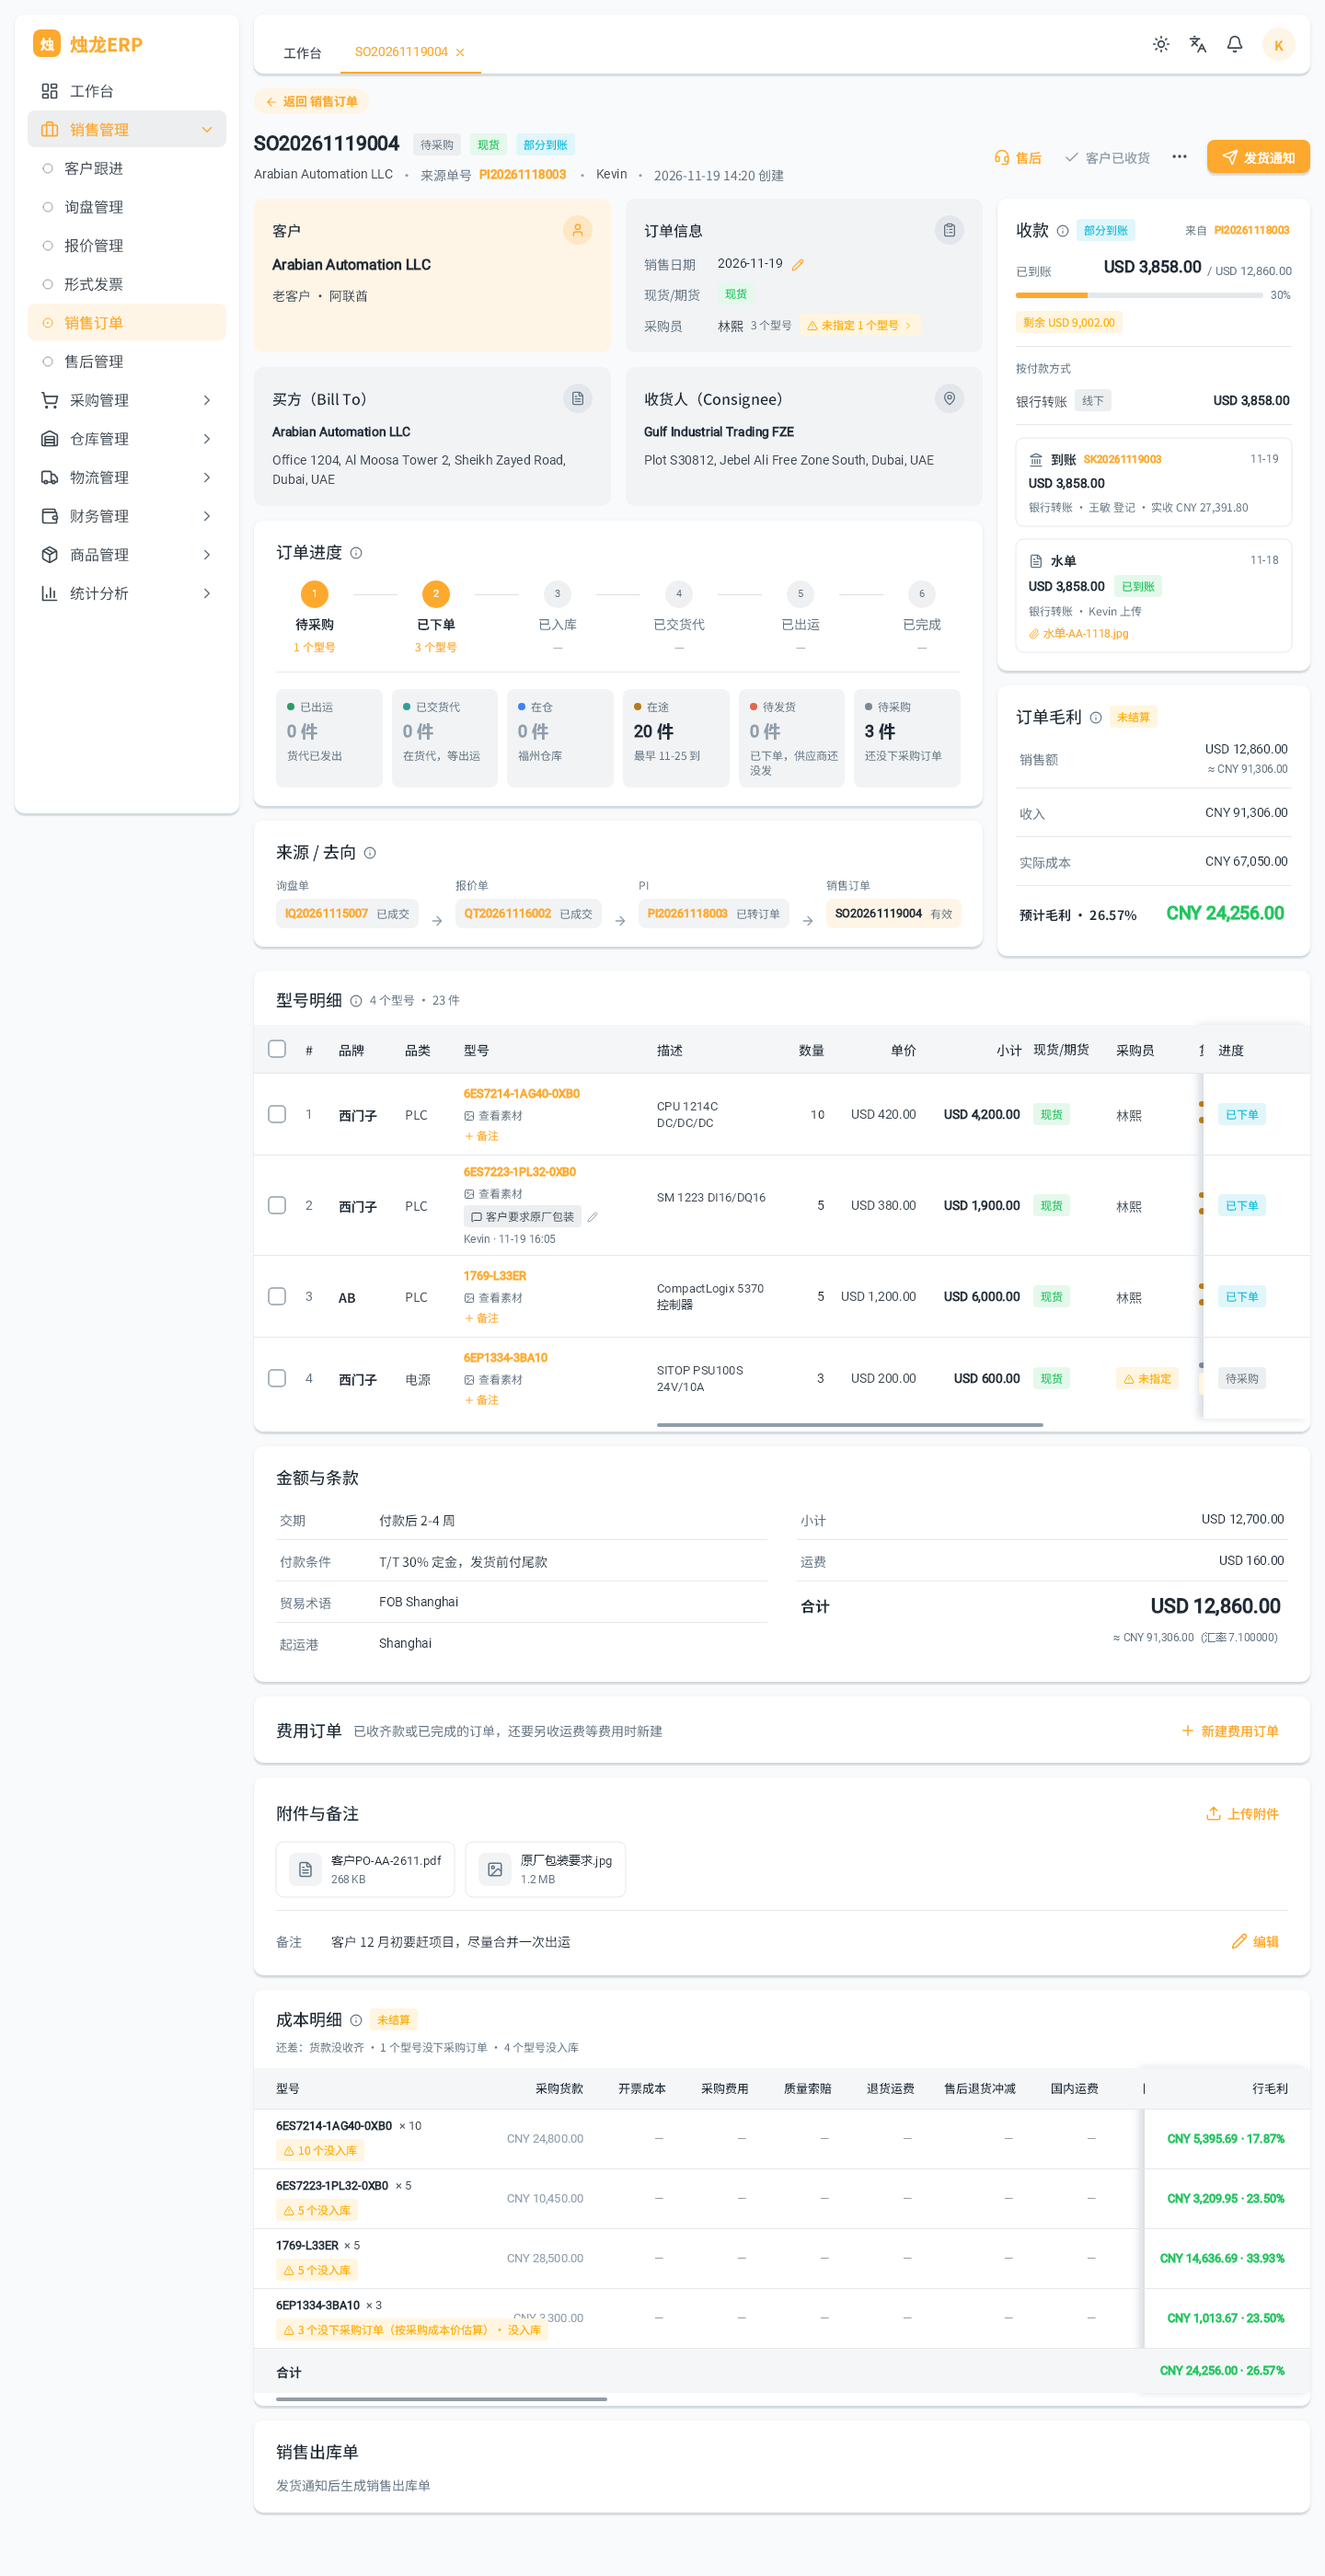 烛 烛龙ERP
工作台
销售管理
客户跟进
询盘管理
报价管理
形式发票
销售订单
售后管理
采购管理
仓库管理
物流管理
财务管理
商品管理
统计分析
工作台 SO20261119004 ×
K
返回 销售订单
SO20261119004 待采购 现货 部分到账
Arabian Automation LLC • 来源单号 PI20261118003 • Kevin • 2026-11-19 14:20 创建
售后 客户已收货 ••• 发货通知
客户
Arabian Automation LLC
老客户 • 阿联酋
订单信息
销售日期 2026-11-19
现货/期货 现货
采购员 林熙 3 个型号 未指定 1 个型号
买方（Bill To）
Arabian Automation LLC
Office 1204, Al Moosa Tower 2, Sheikh Zayed Road,
Dubai, UAE
收货人（Consignee）
Gulf Industrial Trading FZE
Plot S30812, Jebel Ali Free Zone South, Dubai, UAE
收款 部分到账 来自 PI20261118003
已到账 USD 3,858.00 / USD 12,860.00
30%
剩余 USD 9,002.00
按付款方式
银行转账 线下 USD 3,858.00
到账 SK20261119003 11-19
USD 3,858.00
银行转账 • 王敏 登记 • 实收 CNY 27,391.80
水单 11-18
USD 3,858.00 已到账
银行转账 • Kevin 上传
水单-AA-1118.jpg
订单进度
1 2 3 4 5 6
待采购 已下单 已入库 已交货代 已出运 已完成
1 个型号 3 个型号 — — — —
已出运 已交货代 在仓 在途 待发货 待采购
0 件 0 件 0 件 20 件 0 件 3 件
货代已发出 在货代，等出运 福州仓库 最早 11-25 到 已下单，供应商还 还没下采购订单
没发
订单毛利 未结算
销售额 USD 12,860.00
≈ CNY 91,306.00
收入 CNY 91,306.00
实际成本 CNY 67,050.00
预计毛利 • 26.57% CNY 24,256.00
来源 / 去向
询盘单 报价单 PI 销售订单
IQ20261115007 已成交 → QT20261116002 已成交 → PI20261118003 已转订单 → SO20261119004 有效
型号明细 4 个型号 • 23 件
# 品牌 品类 型号 描述 数量 单价 小计 现货/期货 采购员 进度
6ES7214-1AG40-0XB0
1 西门子 PLC 查看素材 CPU 1214C 10 USD 420.00 USD 4,200.00 现货 林熙 已下单
DC/DC/DC
+ 备注
6ES7223-1PL32-0XB0
查看素材
2 西门子 PLC 客户要求原厂包装 SM 1223 DI16/DQ16 5 USD 380.00 USD 1,900.00 现货 林熙 已下单
Kevin · 11-19 16:05
1769-L33ER
3 AB PLC 查看素材 CompactLogix 5370 5 USD 1,200.00 USD 6,000.00 现货 林熙 已下单
控制器
+ 备注
6EP1334-3BA10
4 西门子 电源 查看素材 SITOP PSU100S 3 USD 200.00 USD 600.00 现货 未指定 待采购
24V/10A
+ 备注
金额与条款
交期 付款后 2-4 周
付款条件 T/T 30% 定金，发货前付尾款
贸易术语 FOB Shanghai
起运港 Shanghai
小计 USD 12,700.00
运费 USD 160.00
合计 USD 12,860.00
≈ CNY 91,306.00（汇率 7.100000）
费用订单 已收齐款或已完成的订单，还要另收运费等费用时新建 + 新建费用订单
附件与备注 上传附件
客户PO-AA-2611.pdf
268 KB
原厂包装要求.jpg
1.2 MB
备注 客户 12 月初要赶项目，尽量合并一次出运 编辑
成本明细 未结算
还差：货款没收齐 • 1 个型号没下采购订单 • 4 个型号没入库
型号 采购货款 开票成本 采购费用 质量索赔 退货运费 售后退货冲减 国内运费 行毛利
6ES7214-1AG40-0XB0 × 10
CNY 24,800.00 — — — — — — CNY 5,395.69 · 17.87%
10 个没入库
6ES7223-1PL32-0XB0 × 5
CNY 10,450.00 — — — — — — CNY 3,209.95 · 23.50%
5 个没入库
1769-L33ER × 5
CNY 28,500.00 — — — — — — CNY 14,636.69 · 33.93%
5 个没入库
6EP1334-3BA10 × 3
CNY 3,300.00 — — — — — — CNY 1,013.67 · 23.50%
3 个没下采购订单（按采购成本价估算）• 没入库
合计 CNY 24,256.00 · 26.57%
销售出库单
发货通知后生成销售出库单